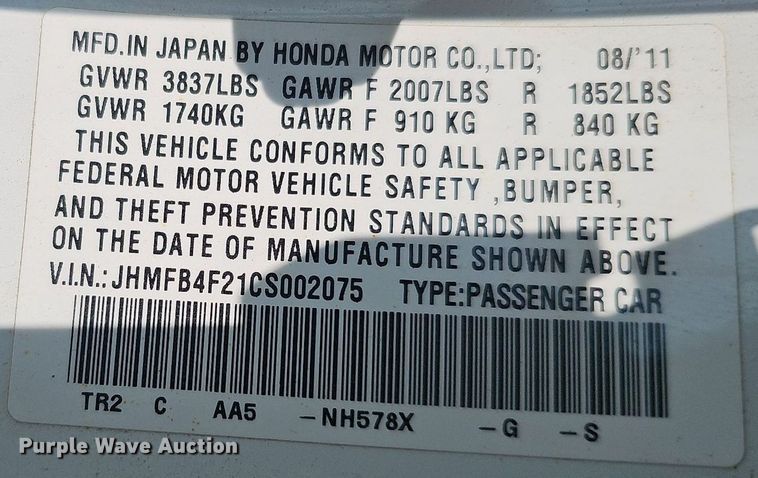 MFD.IN JAPAN BY HONDA MOTOR CO.,LTD; 08/'11
GVWR 3837LBS GAWR F 2007LBS R 1852LBS
GVWR 1740KG GAWR F 910 KG R 840 KG
THIS VEHICLE CONFORMS TO ALL APPLICABLE
FEDERAL MOTOR VEHICLE SAFETY ,BUMPER,
AND THEFT PREVENTION STANDARDS IN EFFECT
ON THE DATE OF MANUFACTURE SHOWN ABOVE.
V.I.N.:JHMFB4F21CS002075 TYPE:PASSENGER CAR
TR2 C AA5 -NH578X -G -S
Purple Wave Auction